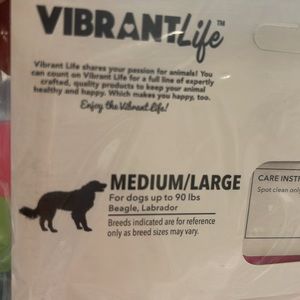 VIBRANTLife™
Vibrant Life shares your passion for animals! You
can count on Vibrant Life for a full line of expertly
crafted, quality products to keep your animal
healthy and happy. Which makes you happy, too.
Enjoy the Vibrant Life!
MEDIUM/LARGE
For dogs up to 90 lbs
Beagle, Labrador
Breeds indicated are for reference
only as breed sizes may vary.
CARE INST
Spot clean onl